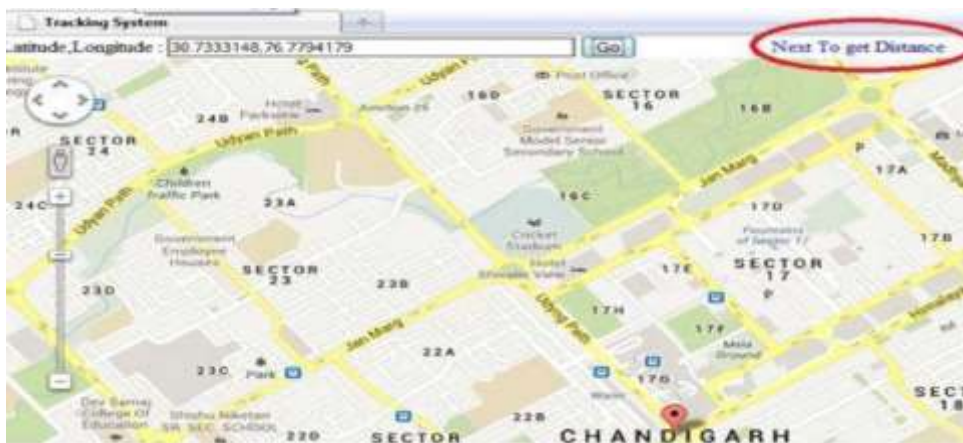 Tracking System
Latitude,Longitude : 30.7333148,76.7794179 Go Next To get Distance
Post Office
16D
SECTOR
16
16B
24B
Hotel
Parkview
Udyan Path
Government
Model Senior
Secondary School
SECTOR
24
Jan Marg
17A
Children
Traffic Park
24C
23A
16C
17D
Udyan Path
Cricket
Stadium
Fountains
of Sector 17
17B
Government
Employee
Houses
Hotel
Shivalik View
17E
SECTOR
17
SECTOR
23
23B
23D
17H
Udyog Path
Jan Marg
17F
Mela
Ground
22A
23C
Park
17G
Dev Samaj
College Of
Education
Shishu Niketan
SR. SEC. SCHOOL
22D
22B
SECTOR
CHANDIGARH
SEC
18